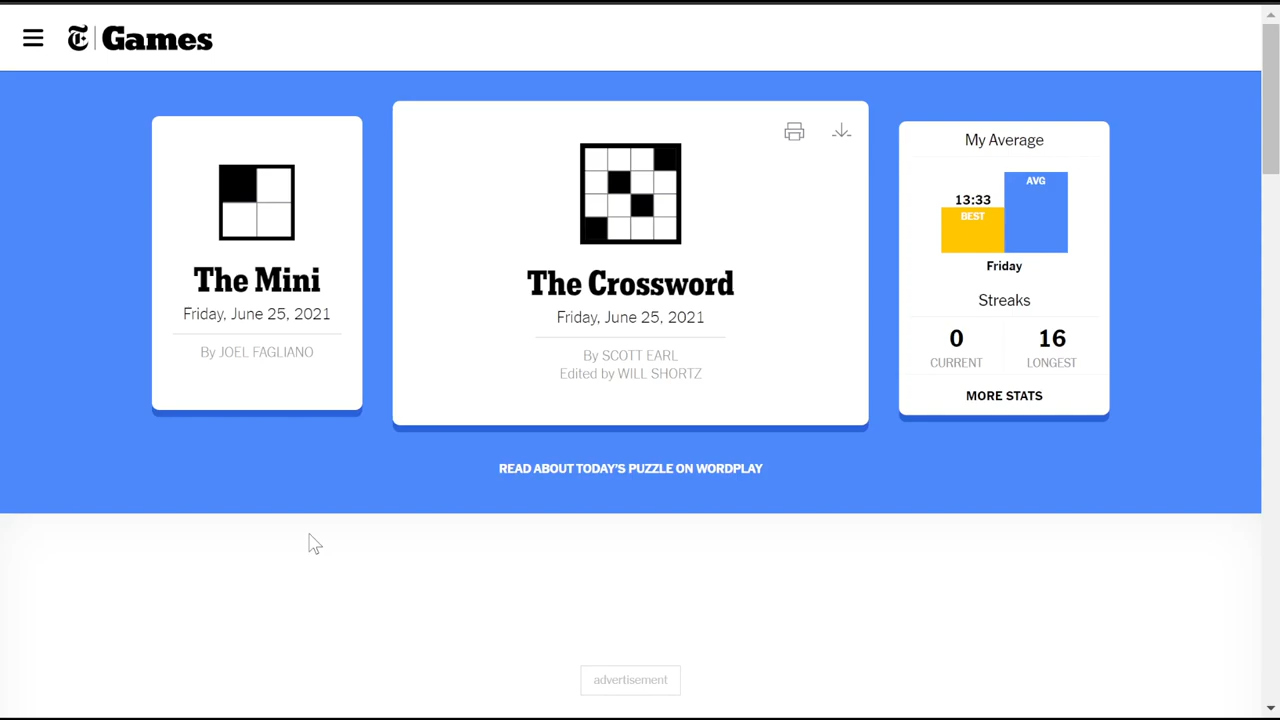 T Games
The Mini
Friday, June 25, 2021
By JOEL FAGLIANO
The Crossword
Friday, June 25, 2021
By SCOTT EARL
Edited by WILL SHORTZ
My Average
AVG
13:33
BEST
Friday
Streaks
0 16
CURRENT LONGEST
MORE STATS
READ ABOUT TODAY'S PUZZLE ON WORDPLAY
advertisement